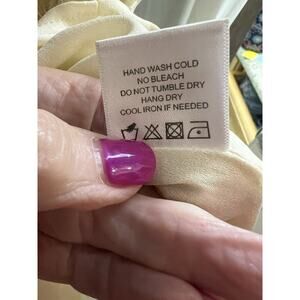 HAND WASH COLD
NO BLEACH
DO NOT TUMBLE DRY
HANG DRY
COOL IRON IF NEEDED